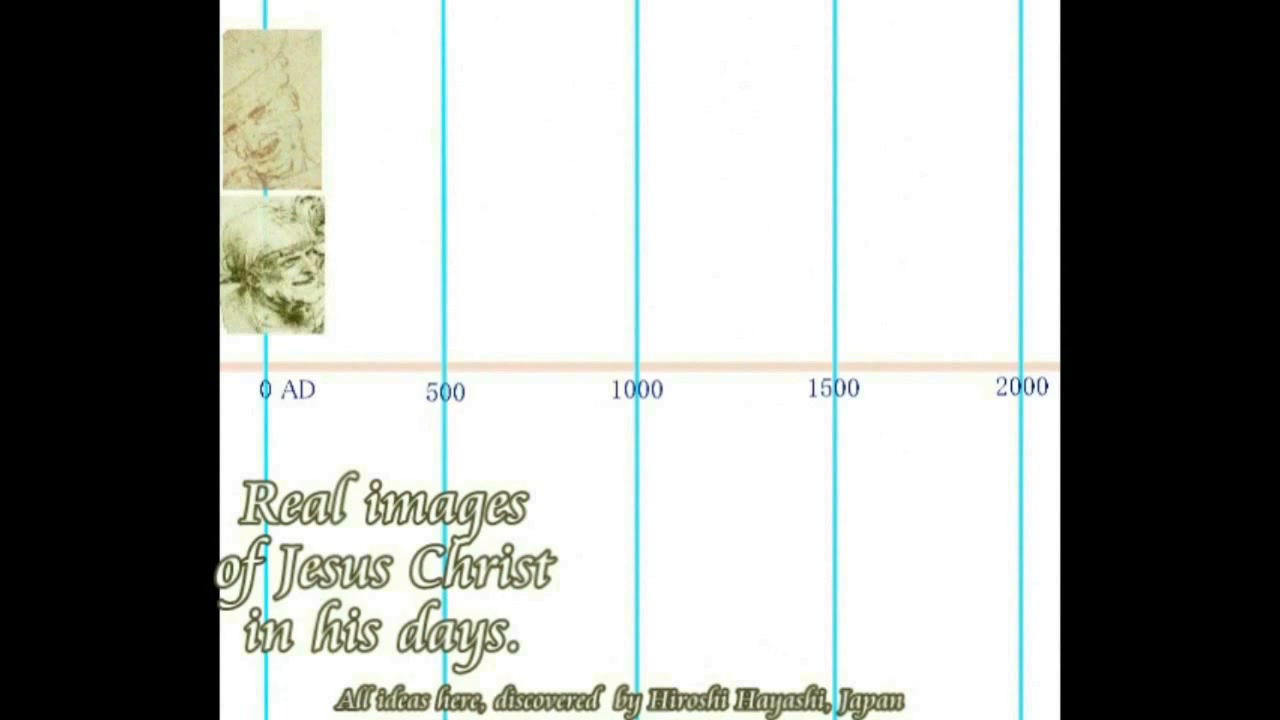 0 AD 500 1000 1500 2000
Real images
of Jesus Christ
in his days.
All ideas here, discovered by Hiroshi Hayashi, Japan